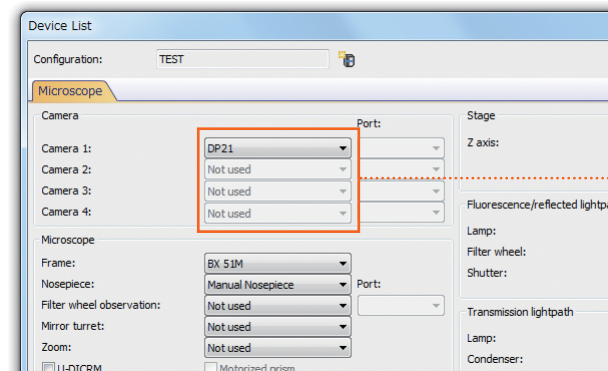 Device List
Configuration: TEST
Microscope
Camera
Port:
Camera 1: DP21
Camera 2: Not used
Camera 3: Not used
Camera 4: Not used
Microscope
Frame: BX 51M
Nosepiece: Manual Nosepiece Port:
Filter wheel observation: Not used
Mirror turret: Not used
Zoom: Not used
U-DICRM Motorized prism
Stage
Z axis:
Fluorescence/reflected lightpa
Lamp:
Filter wheel:
Shutter:
Transmission lightpath
Lamp:
Condenser: